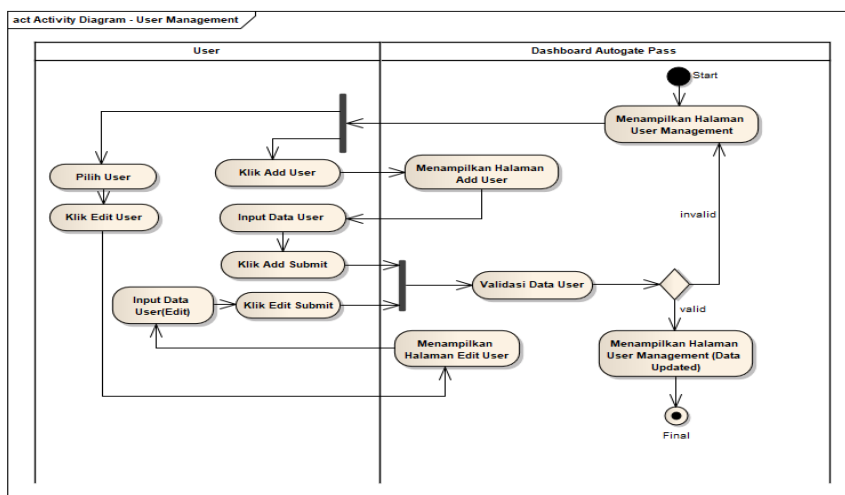 act Activity Diagram - User Management
User
Dashboard Autogate Pass
Start
Menampilkan Halaman
User Management
Pilih User
Klik Add User
Menampilkan Halaman
Add User
Klik Edit User
Input Data User
invalid
Klik Add Submit
Validasi Data User
Input Data
User(Edit)
Klik Edit Submit
valid
Menampilkan
Halaman Edit User
Menampilkan Halaman
User Management (Data
Updated)
Final